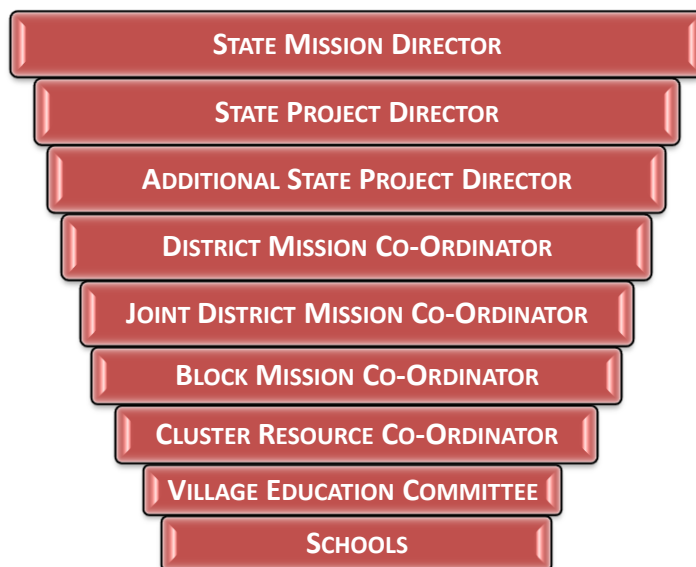 STATE MISSION DIRECTOR
STATE PROJECT DIRECTOR
ADDITIONAL STATE PROJECT DIRECTOR
DISTRICT MISSION CO-ORDINATOR
JOINT DISTRICT MISSION CO-ORDINATOR
BLOCK MISSION CO-ORDINATOR
CLUSTER RESOURCE CO-ORDINATOR
VILLAGE EDUCATION COMMITTEE
SCHOOLS